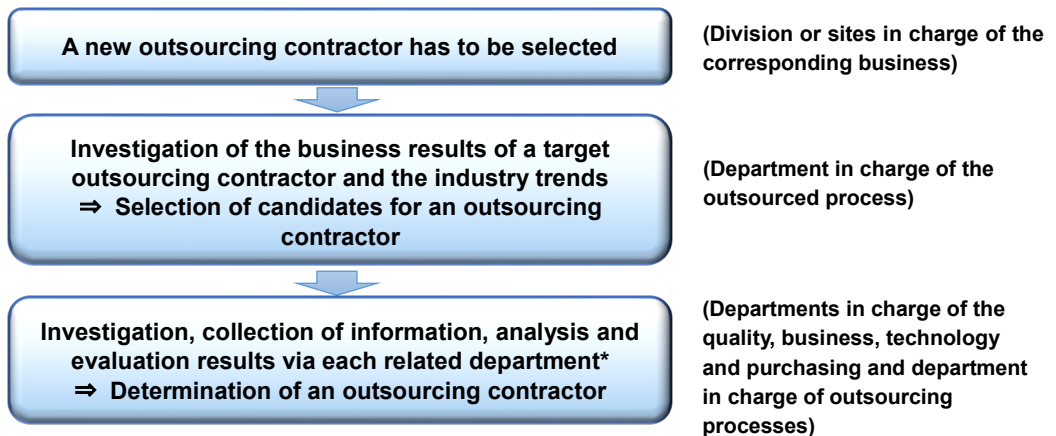 A new outsourcing contractor has to be selected
(Division or sites in charge of the
corresponding business)
Investigation of the business results of a target
outsourcing contractor and the industry trends
⇒ Selection of candidates for an outsourcing
contractor
(Department in charge of the
outsourced process)
Investigation, collection of information, analysis and
evaluation results via each related department*
⇒ Determination of an outsourcing contractor
(Departments in charge of the
quality, business, technology
and purchasing and department
in charge of outsourcing
processes)